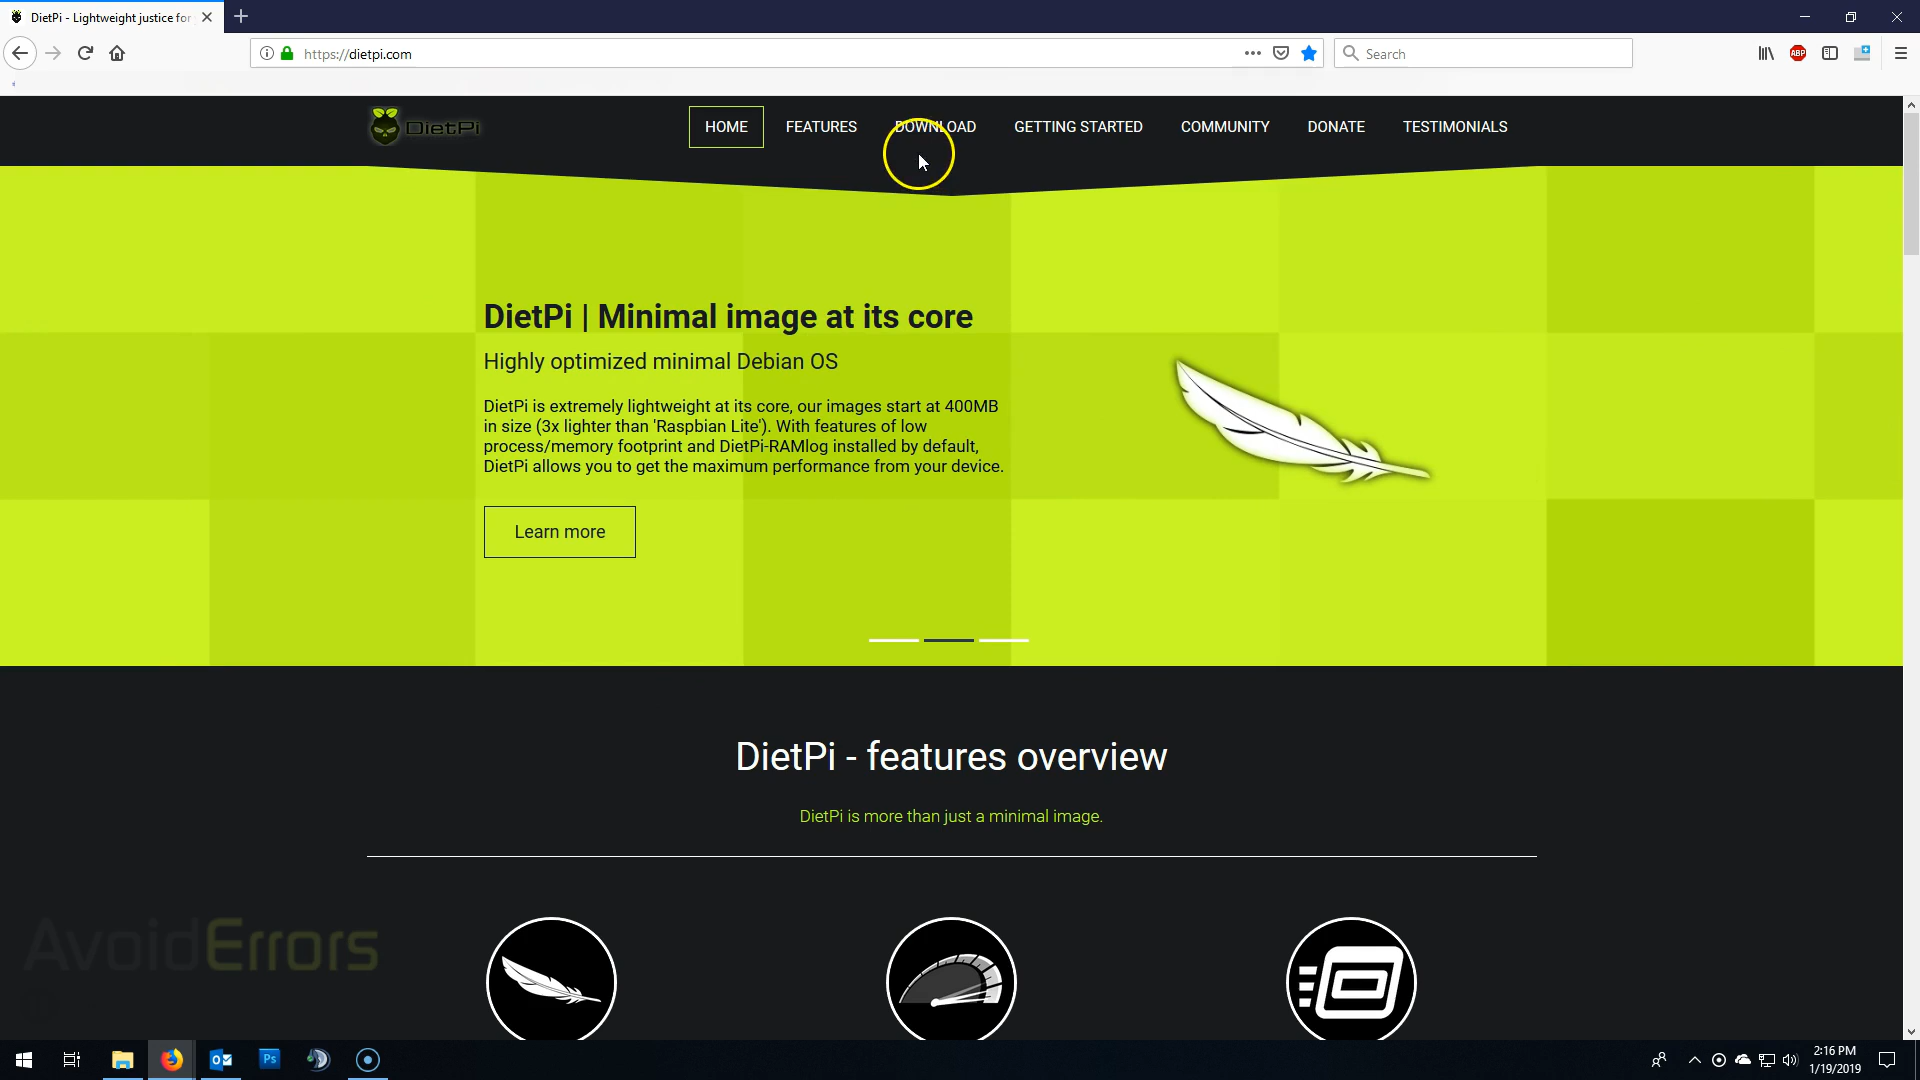 DietPi - Lightweight justice for
https://dietpi.com
Search
ABP
DietPi
HOME
FEATURES
DOWNLOAD
GETTING STARTED
COMMUNITY
DONATE
TESTIMONIALS
DietPi | Minimal image at its core
Highly optimized minimal Debian OS
DietPi is extremely lightweight at its core, our images start at 400MB
in size (3x lighter than 'Raspbian Lite'). With features of low
process/memory footprint and DietPi-RAMlog installed by default,
DietPi allows you to get the maximum performance from your device.
Learn more
DietPi - features overview
DietPi is more than just a minimal image.
AvoidErrors
Ps
2:16 PM
1/19/2019